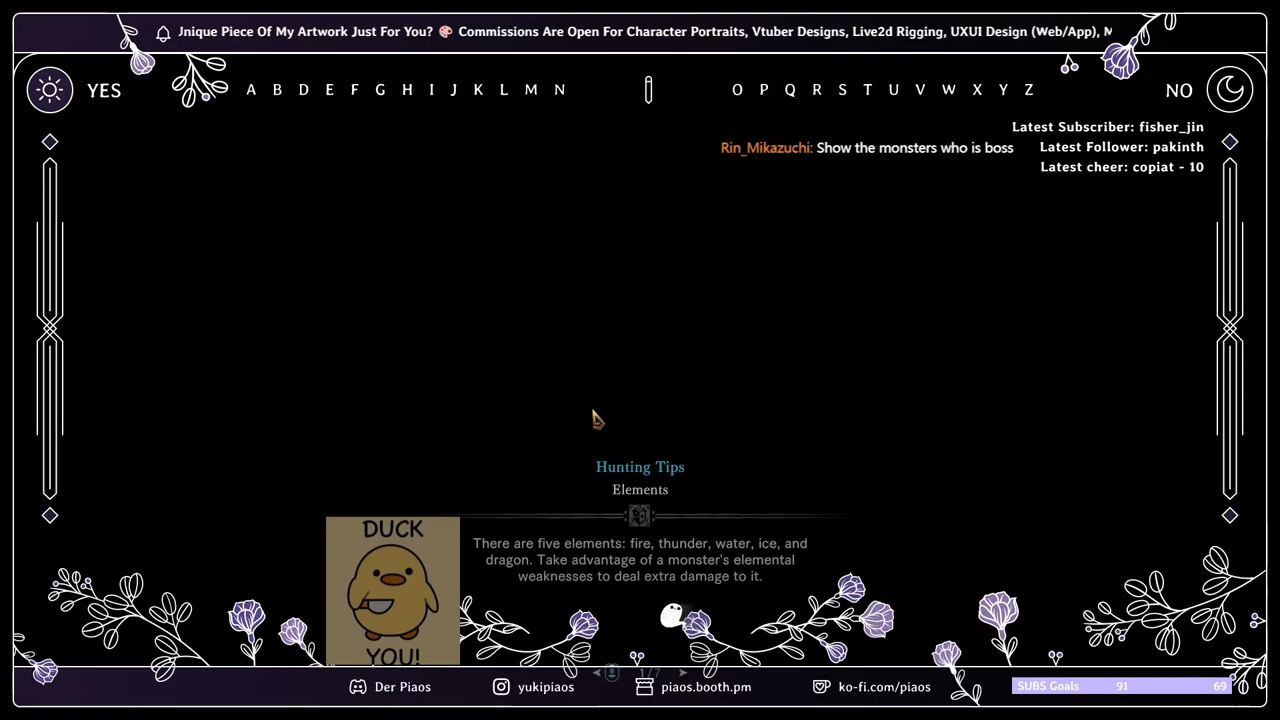 Jnique Piece Of My Artwork Just For You? 🎨 Commissions Are Open For Character Portraits, Vtuber Designs, Live2d Rigging, UXUI Design (Web/App), M
YES
A B D E F G H I J K L M N
O P Q R S T U V W X Y Z
NO
Latest Subscriber: fisher_jin
Rin_Mikazuchi: Show the monsters who is boss
Latest Follower: pakinth
Latest cheer: copiat - 10
Hunting Tips
Elements
DUCK
YOU!
There are five elements: fire, thunder, water, ice, and
dragon. Take advantage of a monster's elemental
weaknesses to deal extra damage to it.
1/7
Der Piaos
yukipiaos
piaos.booth.pm
ko-fi.com/piaos
SUBS Goals 91 69